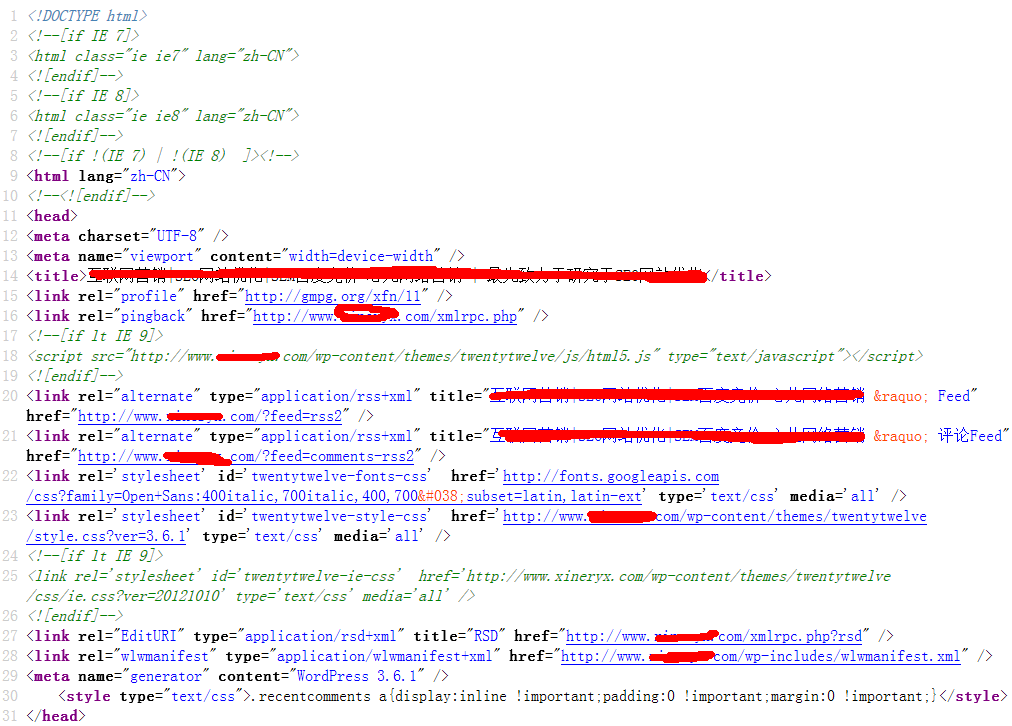 1 <!DOCTYPE html>
2 <!--[if IE 7]>
3 <html class="ie ie7" lang="zh-CN">
4 <![endif]-->
5 <!--[if IE 8]>
6 <html class="ie ie8" lang="zh-CN">
7 <![endif]-->
8 <!--[if !(IE 7) | !(IE 8)  ]><!-->
9 <html lang="zh-CN">
10 <!--<![endif]-->
11 <head>
12 <meta charset="UTF-8" />
13 <meta name="viewport" content="width=device-width" />
14 <title></title>
15 <link rel="profile" href="http://gmpg.org/xfn/11" />
16 <link rel="pingback" href="http://www. .com/xmlrpc.php" />
17 <!--[if lt IE 9]>
18 <script src="http://www. .com/wp-content/themes/twentytwelve/js/html5.js" type="text/javascript"></script>
19 <![endif]-->
20 <link rel="alternate" type="application/rss+xml" title=" &raquo; Feed"
href="http://www. .com/?feed=rss2" />
21 <link rel="alternate" type="application/rss+xml" title=" &raquo; 评论Feed"
href="http://www. .com/?feed=comments-rss2" />
22 <link rel='stylesheet' id='twentytwelve-fonts-css'  href='http://fonts.googleapis.com
/css?family=Open+Sans:400italic,700italic,400,700&#038;subset=latin,latin-ext' type='text/css' media='all' />
23 <link rel='stylesheet' id='twentytwelve-style-css'  href='http://www. .com/wp-content/themes/twentytwelve
/style.css?ver=3.6.1' type='text/css' media='all' />
24 <!--[if lt IE 9]>
25 <link rel='stylesheet' id='twentytwelve-ie-css'  href='http://www.xineryx.com/wp-content/themes/twentytwelve
/css/ie.css?ver=20121010' type='text/css' media='all' />
26 <![endif]-->
27 <link rel="EditURI" type="application/rsd+xml" title="RSD" href="http://www. .com/xmlrpc.php?rsd" />
28 <link rel="wlwmanifest" type="application/wlwmanifest+xml" href="http://www. .com/wp-includes/wlwmanifest.xml" />
29 <meta name="generator" content="WordPress 3.6.1" />
30 <style type="text/css">.recentcomments a{display:inline !important;padding:0 !important;margin:0 !important;}</style>
31 </head>